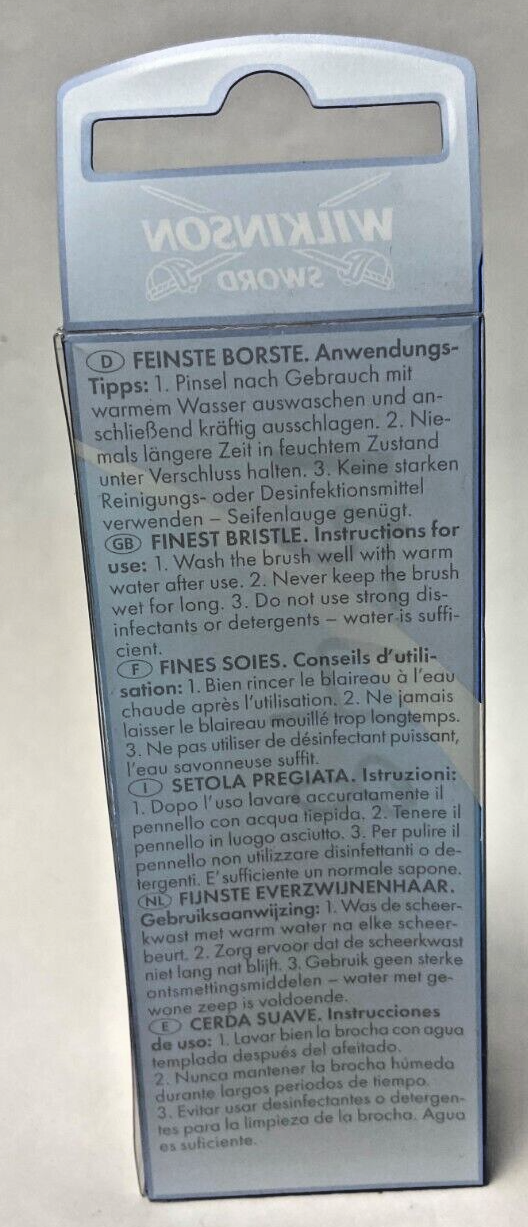 WILKINSON
SWORD
D FEINSTE BORSTE. Anwendungs-
Tipps: 1. Pinsel nach Gebrauch mit
warmem Wasser auswaschen und an-
schließend kräftig ausschlagen. 2. Nie-
mals längere Zeit in feuchtem Zustand
unter Verschluss halten. 3. Keine starken
Reinigungs- oder Desinfektionsmittel
verwenden – Seifenlauge genügt.
GB FINEST BRISTLE. Instructions for
use: 1. Wash the brush well with warm
water after use. 2. Never keep the brush
wet for long. 3. Do not use strong dis-
infectants or detergents – water is suffi-
cient.
F FINES SOIES. Conseils d'utili-
sation: 1. Bien rincer le blaireau à l'eau
chaude après l'utilisation. 2. Ne jamais
laisser le blaireau mouillé trop longtemps.
3. Ne pas utiliser de désinfectant puissant,
l'eau savonneuse suffit.
I SETOLA PREGIATA. Istruzioni:
1. Dopo l'uso lavare accuratamente il
pennello con acqua tiepida. 2. Tenere il
pennello in luogo asciutto. 3. Per pulire il
pennello non utilizzare disinfettanti o de-
tergenti. E' sufficiente un normale sapone.
NL FIJNSTE EVERZWIJNENHAAR.
Gebruiksaanwijzing: 1. Was de scheer-
kwast met warm water na elke scheer-
beurt. 2. Zorg ervoor dat de scheerkwast
niet lang nat blijft. 3. Gebruik geen sterke
ontsmettingsmiddelen – water met ge-
wone zeep is voldoende.
E CERDA SUAVE. Instrucciones
de uso: 1. Lavar bien la brocha con agua
templada después del afeitado.
2. Nunca mantener la brocha húmeda
durante largos periodos de tiempo.
3. Evitar usar desinfectantes o detergen-
tes para la limpieza de la brocha. Agua
es suficiente.